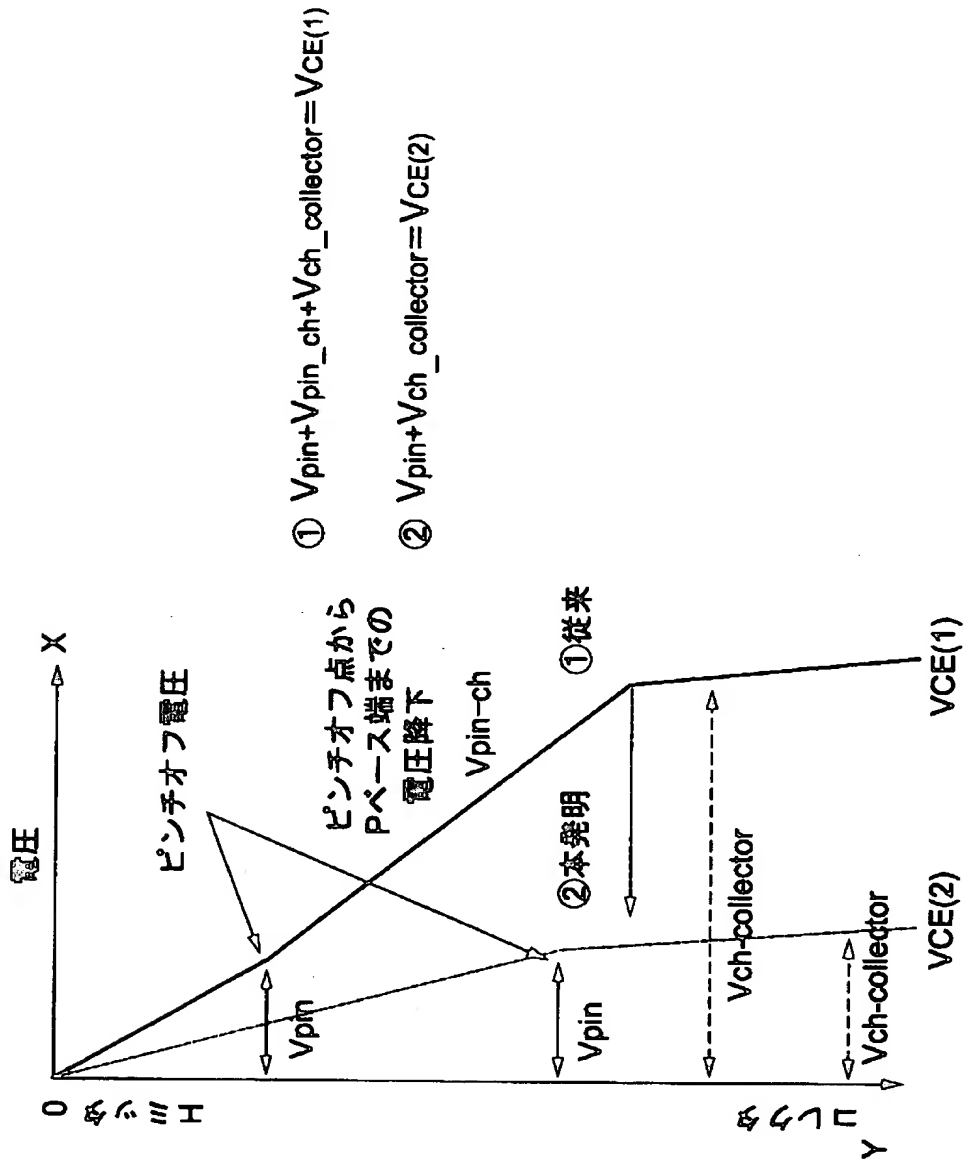 電圧
0
X
エミッタ
ピンチオフ電圧
Vpin
ピンチオフ点から
Pベース端までの
電圧降下
Vpin-ch
①従来
②本発明
Vpin
Vch-collector
Vch-collector
コレクタ
Y
VCE(2)
VCE(1)
① Vpin+Vpin_ch+Vch_collector=VCE(1)
② Vpin+Vch_collector=VCE(2)